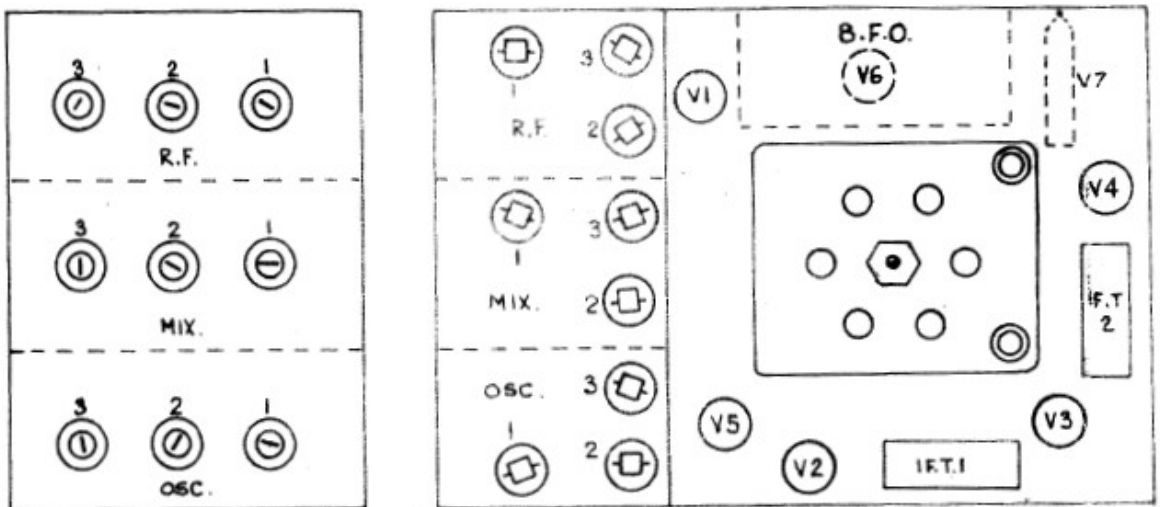 3 2 1
R.F.
3 2 1
MIX.
3 2 1
OSC.
1
3
R.F.
2
3
1
MIX.
2
OSC.
3
1
2
B.F.O.
V6
V1
V7
V4
I.F.T
2
V5
V3
V2
I.F.T.1